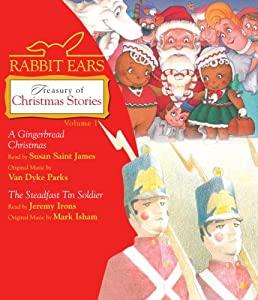 RABBIT EARS
Treasury of
Christmas Stories
Volume 1
A Gingerbread
Christmas
Read by Susan Saint James
Original Music by
Van Dyke Parks
The Steadfast Tin Soldier
Read by Jeremy Irons
Original Music by Mark Isham